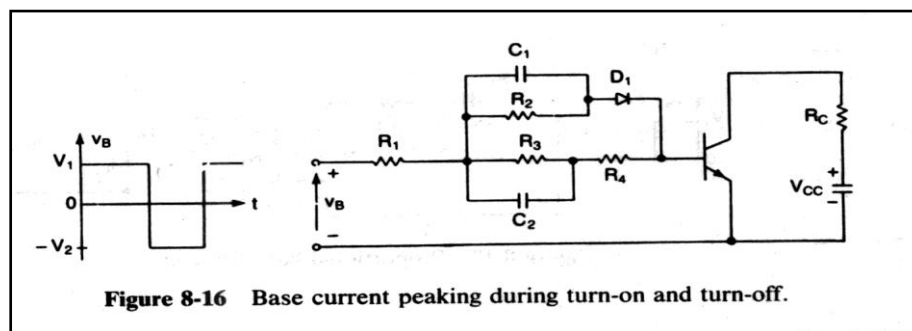 C₁
D₁
R₂
R₁
R₃
R₄
C₂
R_C
+
V_CC
-
v_B
V₁
0
t
-V₂
+
v_B
-
Figure 8-16 Base current peaking during turn-on and turn-off.